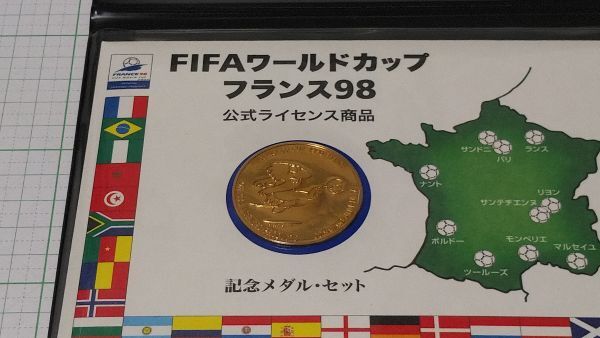 FRANCE 98
FIFAワールドカップ
フランス98
公式ライセンス商品
サンドニ
パリ
ランス
ナント
リヨン
サンテチエンヌ
ボルドー
モンペリエ
マルセイユ
ツールーズ
記念メダル・セット